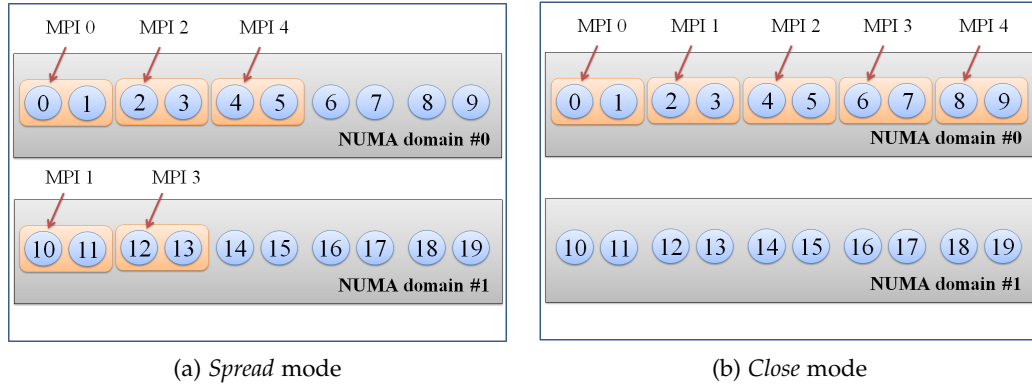 MPI 0 MPI 2 MPI 4
0 1 2 3 4 5 6 7 8 9
NUMA domain #0
MPI 1 MPI 3
10 11 12 13 14 15 16 17 18 19
NUMA domain #1
(a) Spread mode
MPI 0 MPI 1 MPI 2 MPI 3 MPI 4
0 1 2 3 4 5 6 7 8 9
NUMA domain #0
10 11 12 13 14 15 16 17 18 19
NUMA domain #1
(b) Close mode